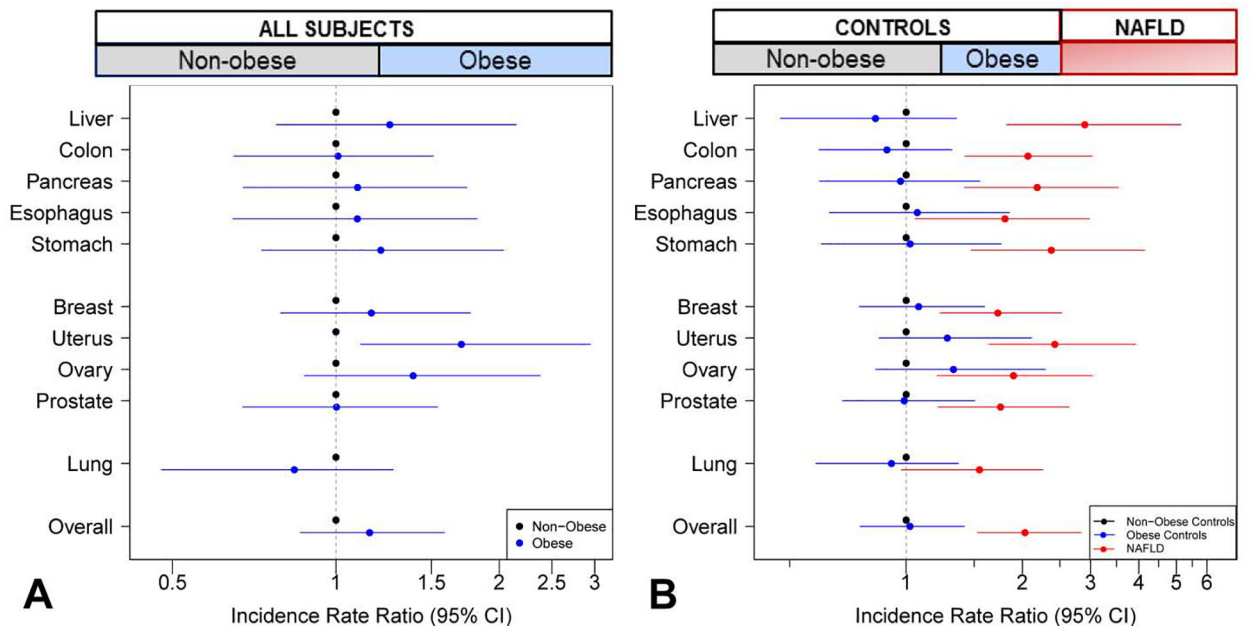 ALL SUBJECTS
Non-obese Obese
Liver
Colon
Pancreas
Esophagus
Stomach
Breast
Uterus
Ovary
Prostate
Lung
Overall
Non-Obese
Obese
0.5 1 1.5 2 2.5 3
Incidence Rate Ratio (95% CI)
A
CONTROLS NAFLD
Non-obese Obese
Liver
Colon
Pancreas
Esophagus
Stomach
Breast
Uterus
Ovary
Prostate
Lung
Overall
Non-Obese Controls
Obese Controls
NAFLD
1 2 3 4 5 6
Incidence Rate Ratio (95% CI)
B